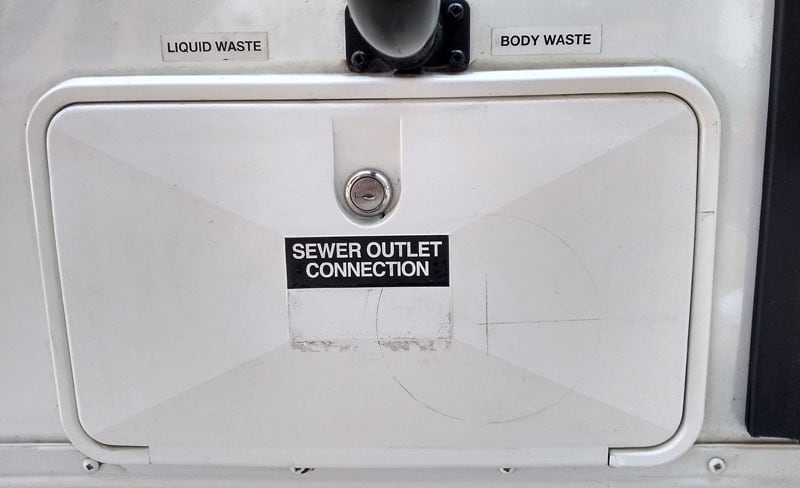 LIQUID WASTE
BODY WASTE
SEWER OUTLET
CONNECTION